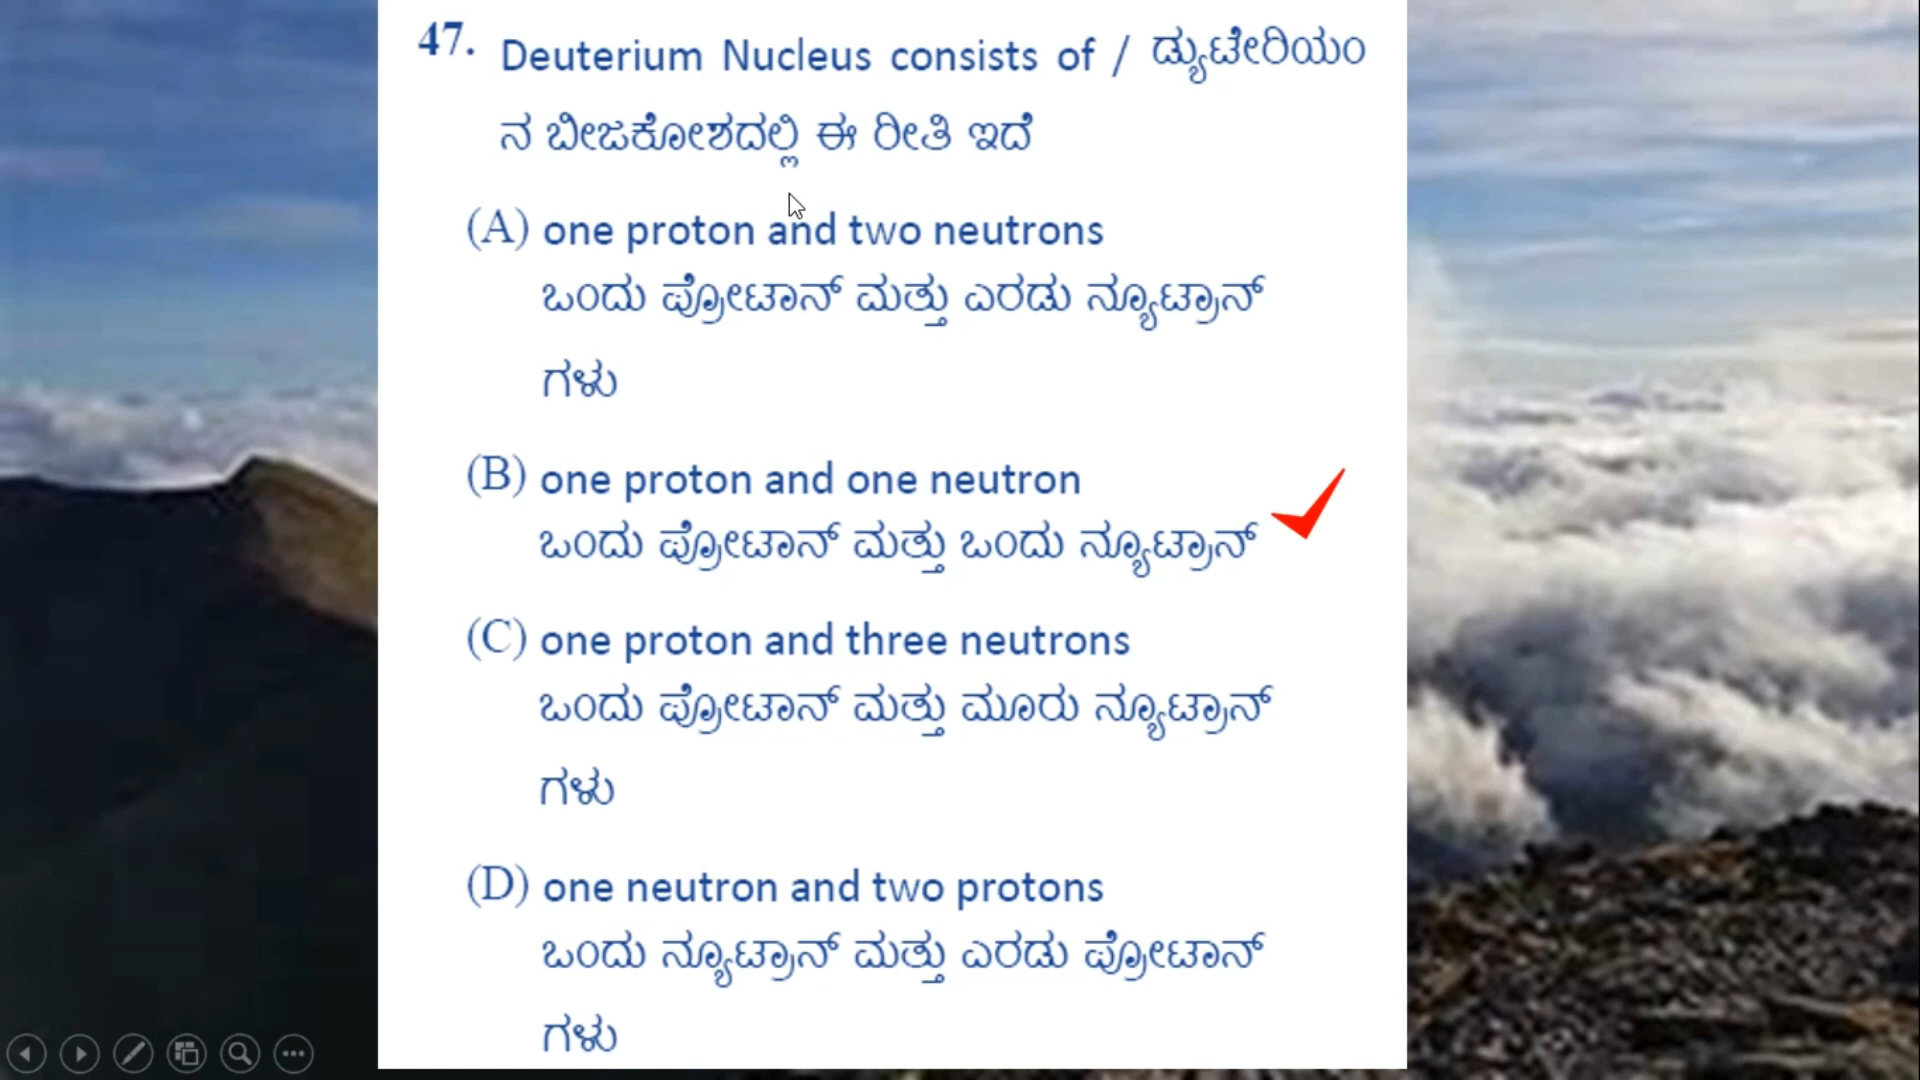 47. Deuterium Nucleus consists of / ಡ್ಯುಟೇರಿಯಂ
ನ ಬೀಜಕೋಶದಲ್ಲಿ ಈ ರೀತಿ ಇದೆ
(A) one proton and two neutrons
ಒಂದು ಪ್ರೋಟಾನ್ ಮತ್ತು ಎರಡು ನ್ಯೂಟ್ರಾನ್
ಗಳು
(B) one proton and one neutron
ಒಂದು ಪ್ರೋಟಾನ್ ಮತ್ತು ಒಂದು ನ್ಯೂಟ್ರಾನ್
(C) one proton and three neutrons
ಒಂದು ಪ್ರೋಟಾನ್ ಮತ್ತು ಮೂರು ನ್ಯೂಟ್ರಾನ್
ಗಳು
(D) one neutron and two protons
ಒಂದು ನ್ಯೂಟ್ರಾನ್ ಮತ್ತು ಎರಡು ಪ್ರೋಟಾನ್
ಗಳು